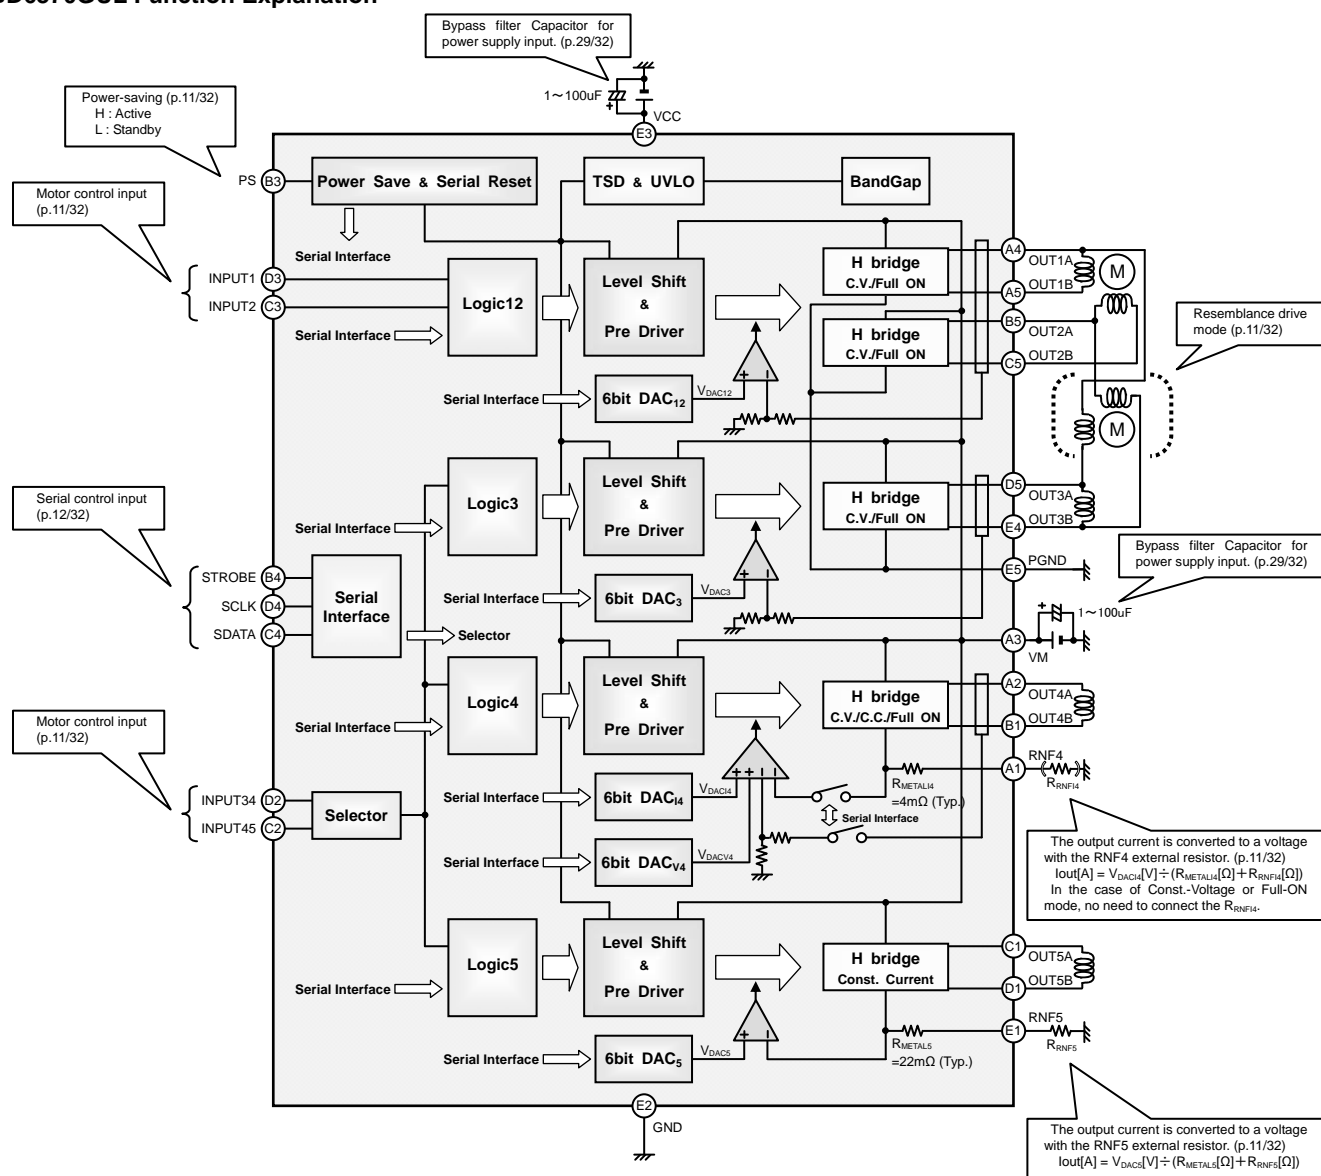 Function Explanation
Bypass filter Capacitor for
power supply input. (p.29/32)
1～100uF
+
VCC
E3
Power-saving (p.11/32)
H : Active
L : Standby
PS B3
Power Save & Serial Reset
TSD & UVLO
BandGap
Motor control input
(p.11/32)
Serial Interface
INPUT1 D3
INPUT2 C3
Serial Interface
Logic12
Level Shift
&
Pre Driver
H bridge
C.V./Full ON
H bridge
C.V./Full ON
A4
OUT1A
A5 OUT1B
M
B5
OUT2A
C5 OUT2B
Resemblance drive
mode (p.11/32)
M
Serial Interface
6bit DAC12
VDAC12
+ −
Serial control input
(p.12/32)
Serial Interface
Logic3
Level Shift
&
Pre Driver
H bridge
C.V./Full ON
D5
OUT3A
E4 OUT3B
Serial Interface
6bit DAC3
VDAC3
+ −
E5 PGND
Bypass filter Capacitor for
power supply input. (p.29/32)
+
1～100uF
A3
VM
STROBE B4
SCLK D4
SDATA C4
Serial
Interface
Selector
Motor control input
(p.11/32)
Serial Interface
Logic4
Level Shift
&
Pre Driver
H bridge
C.V./C.C./Full ON
A2
OUT4A
B1 OUT4B
A1 RNF4
RRNFI4
RMETALI4
=4mΩ (Typ.)
Serial Interface
Serial Interface
6bit DACI4
VDACI4
+ + − −
Serial Interface
6bit DACV4
VDACV4
INPUT34 D2
INPUT45 C2
Selector
The output current is converted to a voltage
with the RNF4 external resistor. (p.11/32)
Iout[A] = VDACI4[V]÷(RMETALI4[Ω]+RRNFI4[Ω])
In the case of Const.-Voltage or Full-ON
mode, no need to connect the RRNFI4.
Serial Interface
Logic5
Level Shift
&
Pre Driver
H bridge
Const. Current
C1
OUT5A
D1 OUT5B
E1 RNF5
RRNF5
RMETAL5
=22mΩ (Typ.)
Serial Interface
6bit DAC5
VDAC5
+ −
E2
GND
The output current is converted to a voltage
with the RNF5 external resistor. (p.11/32)
Iout[A] = VDAC5[V]÷(RMETAL5[Ω]+RRNF5[Ω])